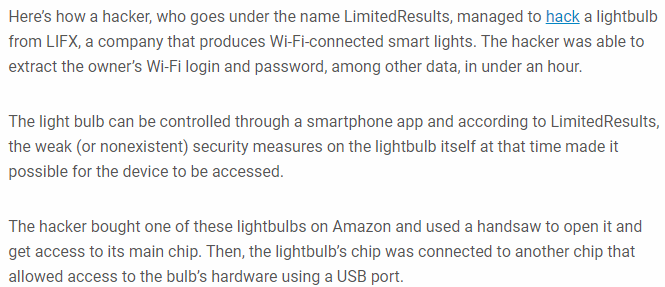 Here’s how a hacker, who goes under the name LimitedResults, managed to hack a lightbulb
from LIFX, a company that produces Wi-Fi-connected smart lights. The hacker was able to
extract the owner’s Wi-Fi login and password, among other data, in under an hour.
The light bulb can be controlled through a smartphone app and according to LimitedResults,
the weak (or nonexistent) security measures on the lightbulb itself at that time made it
possible for the device to be accessed.
The hacker bought one of these lightbulbs on Amazon and used a handsaw to open it and
get access to its main chip. Then, the lightbulb’s chip was connected to another chip that
allowed access to the bulb’s hardware using a USB port.